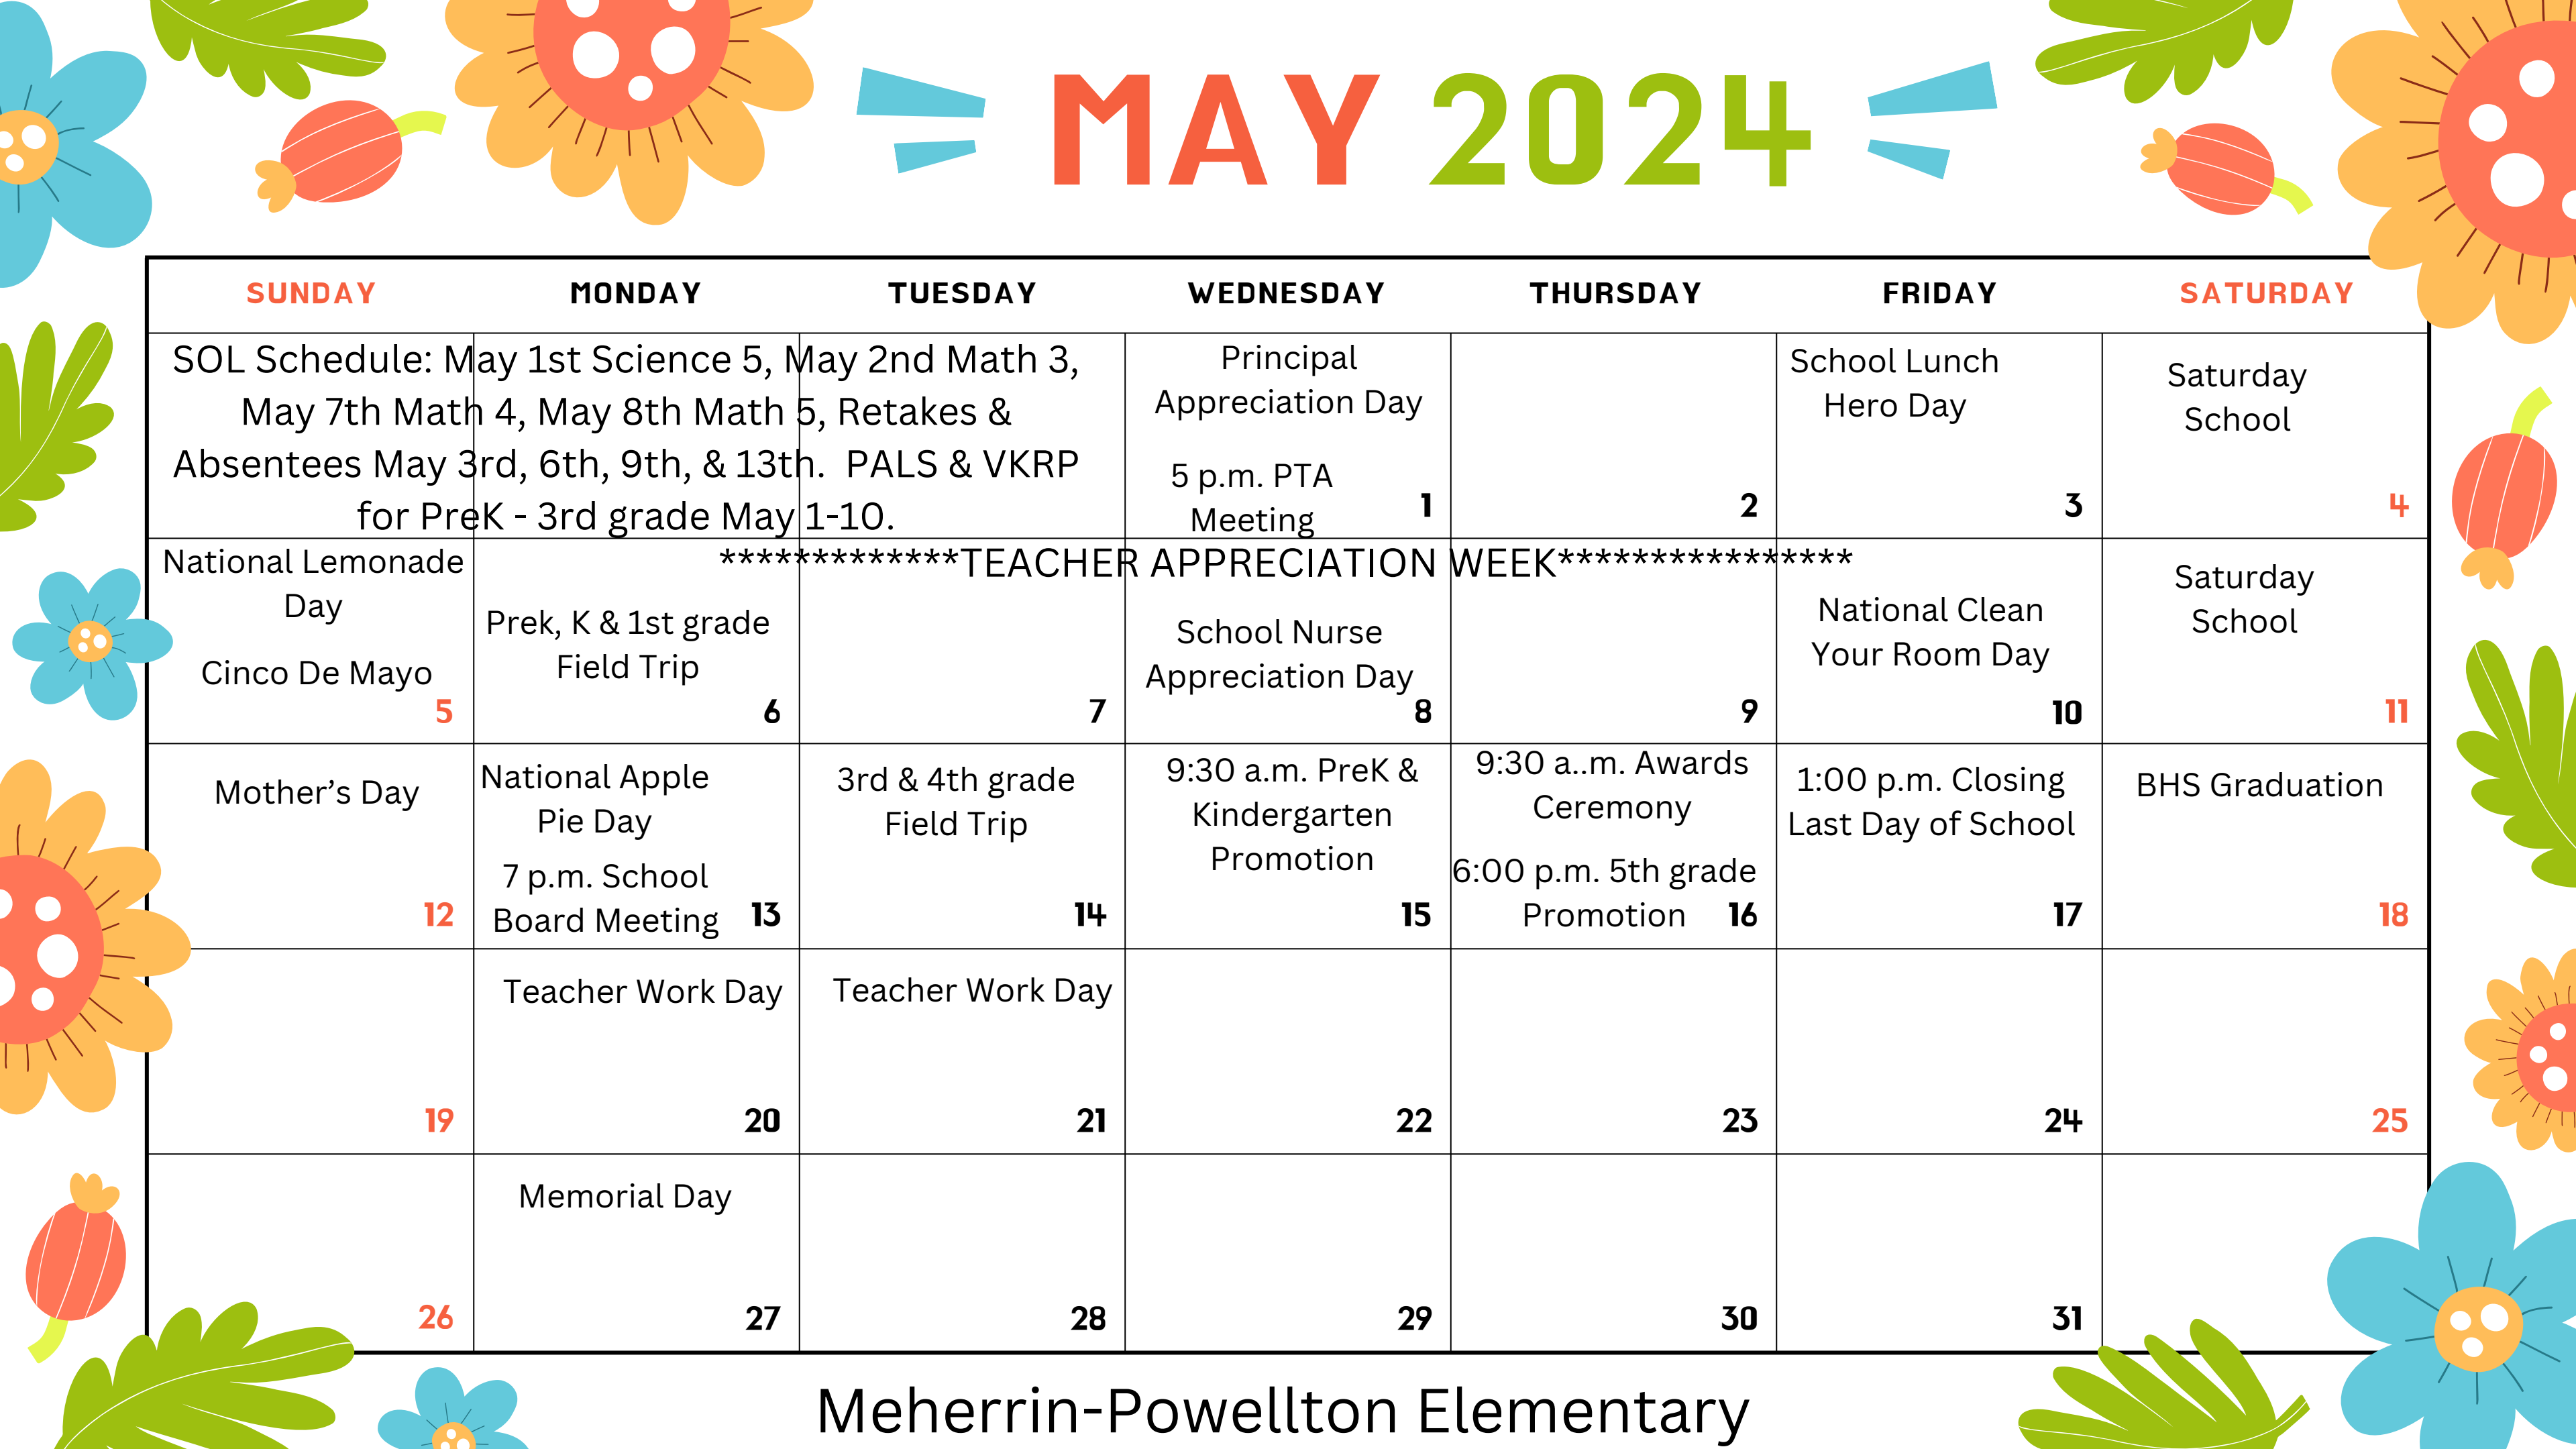 MAY 2024
SUNDAY MONDAY TUESDAY WEDNESDAY THURSDAY FRIDAY SATURDAY
SOL Schedule: May 1st Science 5, May 2nd Math 3,
May 7th Math 4, May 8th Math 5, Retakes &
Absentees May 3rd, 6th, 9th, & 13th. PALS & VKRP
for PreK - 3rd grade May 1-10.
Principal
Appreciation Day
5 p.m. PTA
Meeting
1
2
School Lunch
Hero Day
3
Saturday
School
4
*************TEACHER APPRECIATION WEEK****************
National Lemonade
Day
Cinco De Mayo
5
Prek, K & 1st grade
Field Trip
6
7
School Nurse
Appreciation Day
8
9
National Clean
Your Room Day
10
Saturday
School
11
Mother’s Day
12
National Apple
Pie Day
7 p.m. School
Board Meeting
13
3rd & 4th grade
Field Trip
14
9:30 a.m. PreK &
Kindergarten
Promotion
15
9:30 a..m. Awards
Ceremony
6:00 p.m. 5th grade
Promotion
16
1:00 p.m. Closing
Last Day of School
17
BHS Graduation
18
19
Teacher Work Day
20
Teacher Work Day
21
22
23
24
25
26
Memorial Day
27
28
29
30
31
Meherrin-Powellton Elementary